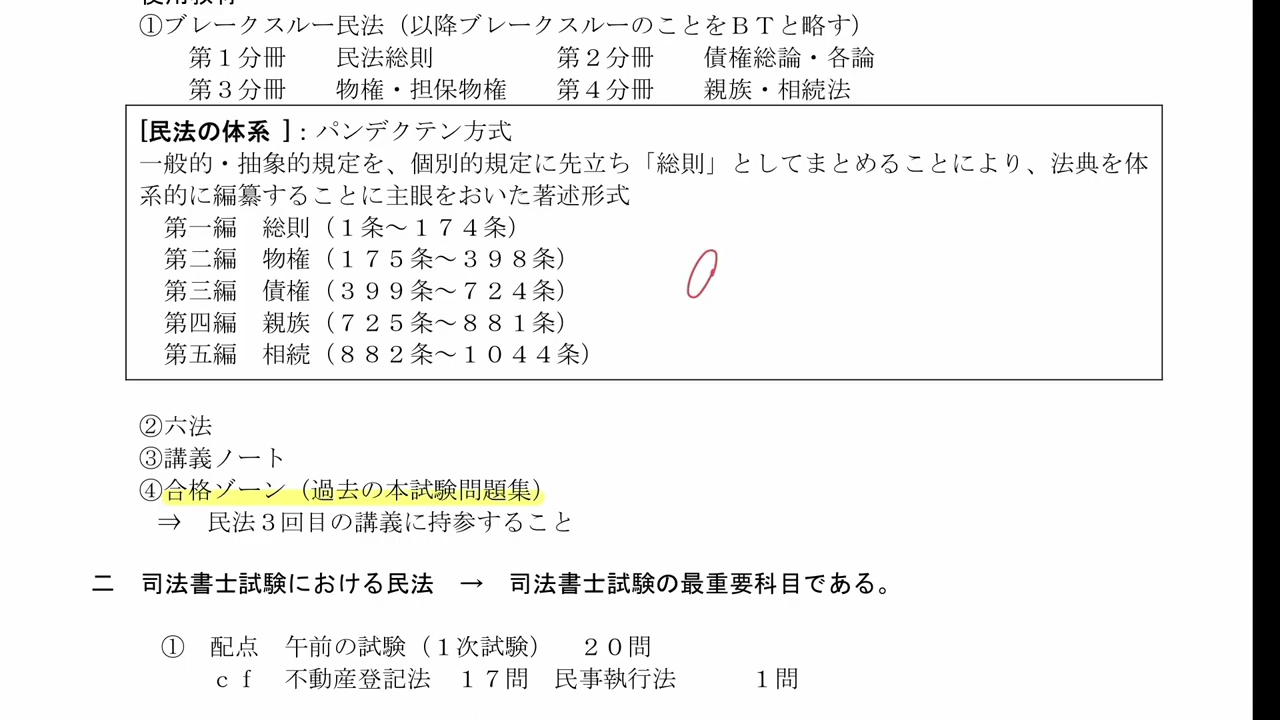 ①ブレークスルー民法（以降ブレークスルーのことをＢＴと略す）
第１分冊　民法総則　第２分冊　債権総論・各論
第３分冊　物権・担保物権　第４分冊　親族・相続法
[民法の体系 ]：パンデクテン方式
一般的・抽象的規定を、個別的規定に先立ち「総則」としてまとめることにより、法典を体
系的に編纂することに主眼をおいた著述形式
第一編　総則（１条～１７４条）
第二編　物権（１７５条～３９８条）
第三編　債権（３９９条～７２４条）
第四編　親族（７２５条～８８１条）
第五編　相続（８８２条～１０４４条）
②六法
③講義ノート
④合格ゾーン（過去の本試験問題集）
⇒　民法３回目の講義に持参すること
二　司法書士試験における民法　→　司法書士試験の最重要科目である。
①　配点　午前の試験（１次試験）　２０問
ｃｆ　不動産登記法　１７問　民事執行法　１問